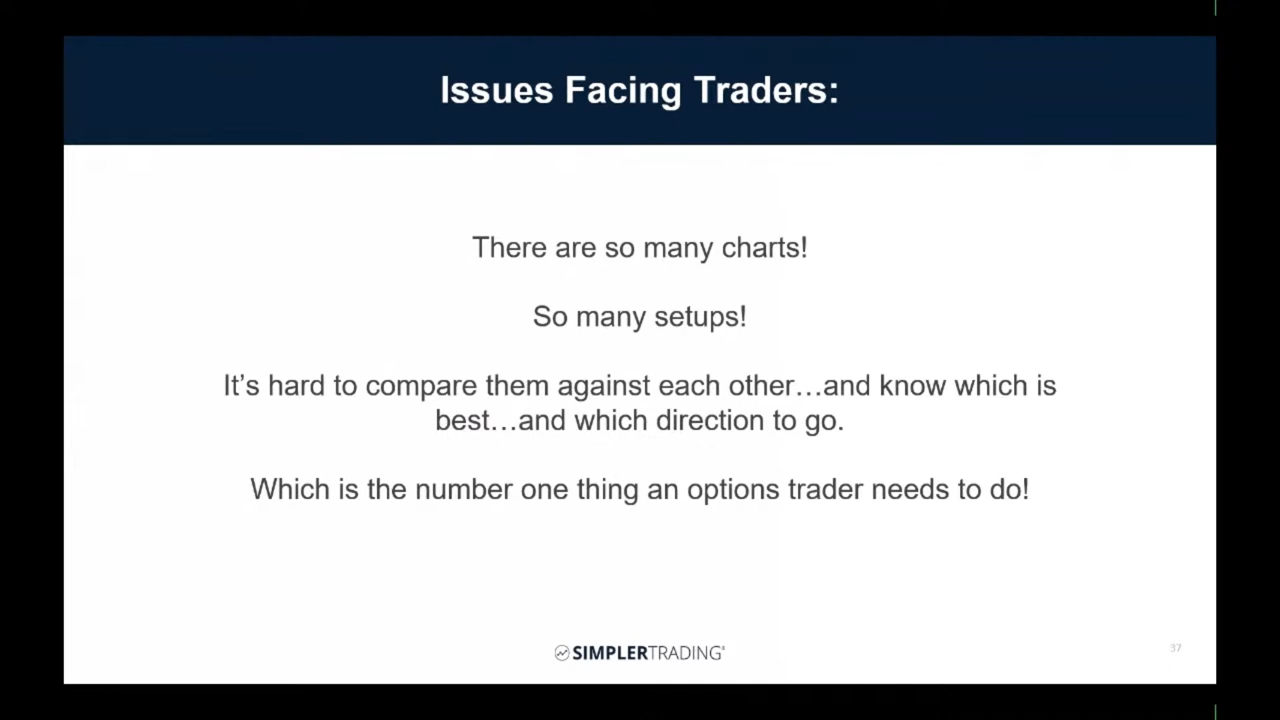 Issues Facing Traders:
There are so many charts!
So many setups!
It’s hard to compare them against each other…and know which is
best…and which direction to go.
Which is the number one thing an options trader needs to do!
SIMPLERTRADING®
37